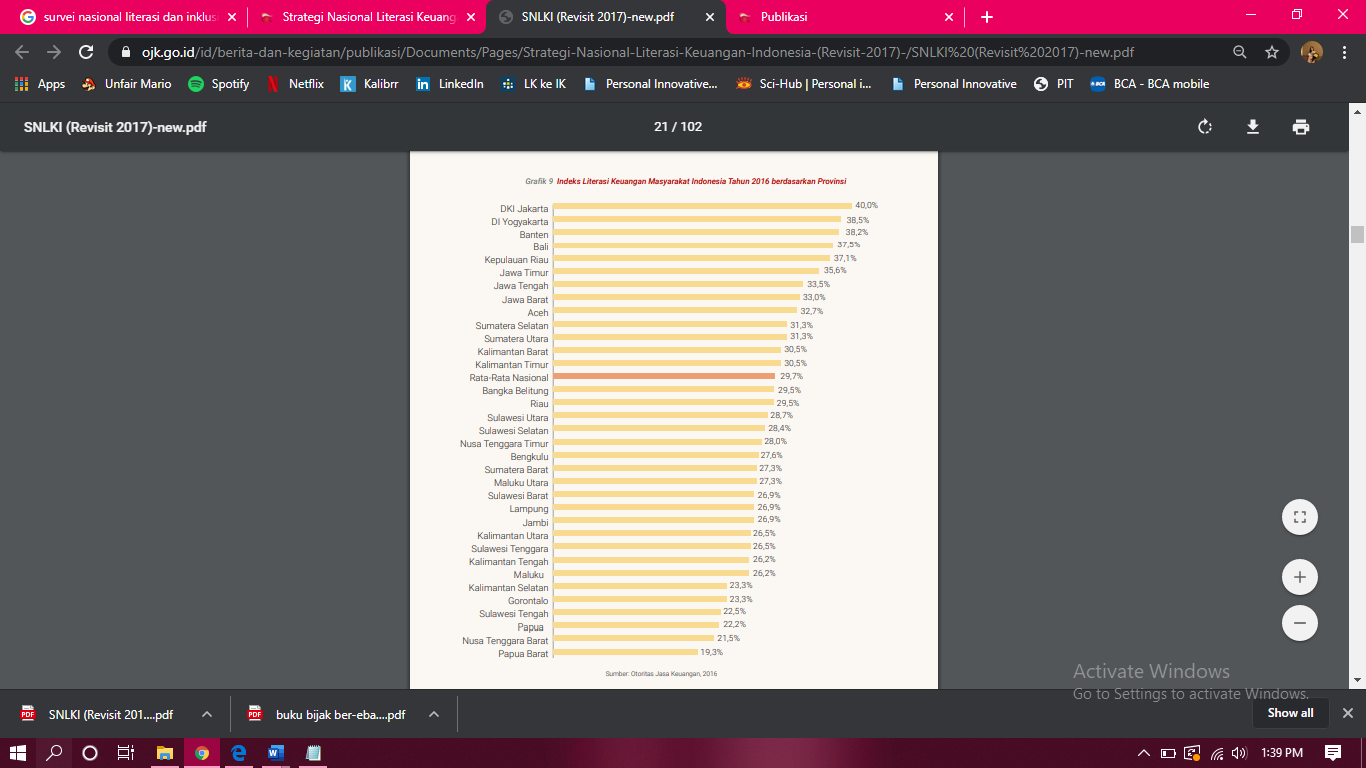 survei nasional literasi dan inklus
Strategi Nasional Literasi Keuang
SNLKI (Revisit 2017)-new.pdf
Publikasi
ojk.go.id/id/berita-dan-kegiatan/publikasi/Documents/Pages/Strategi-Nasional-Literasi-Keuangan-Indonesia-(Revisit-2017)-/SNLKI%20(Revisit%202017)-new.pdf
Apps
Unfair Mario
Spotify
Netflix
Kalibrr
LinkedIn
LK ke IK
Personal Innovative...
Sci-Hub | Personal i...
Personal Innovative
PIT
BCA - BCA mobile
SNLKI (Revisit 2017)-new.pdf
21 / 102
Grafik 9 Indeks Literasi Keuangan Masyarakat Indonesia Tahun 2016 berdasarkan Provinsi
DKI Jakarta 40,0%
DI Yogyakarta 38,5%
Banten 38,2%
Bali 37,5%
Kepulauan Riau 37,1%
Jawa Timur 35,6%
Jawa Tengah 33,5%
Jawa Barat 33,0%
Aceh 32,7%
Sumatera Selatan 31,3%
Sumatera Utara 31,3%
Kalimantan Barat 30,5%
Kalimantan Timur 30,5%
Rata-Rata Nasional 29,7%
Bangka Belitung 29,5%
Riau 29,5%
Sulawesi Utara 28,7%
Sulawesi Selatan 28,4%
Nusa Tenggara Timur 28,0%
Bengkulu 27,6%
Sumatera Barat 27,3%
Maluku Utara 27,3%
Sulawesi Barat 26,9%
Lampung 26,9%
Jambi 26,9%
Kalimantan Utara 26,5%
Sulawesi Tenggara 26,5%
Kalimantan Tengah 26,2%
Maluku 26,2%
Kalimantan Selatan 23,3%
Gorontalo 23,3%
Sulawesi Tengah 22,5%
Papua 22,2%
Nusa Tenggara Barat 21,5%
Papua Barat 19,3%
Sumber: Otoritas Jasa Keuangan, 2016
Activate Windows
Go to Settings to activate Windows.
SNLKI (Revisit 201....pdf
buku bijak ber-eba....pdf
Show all
1:39 PM